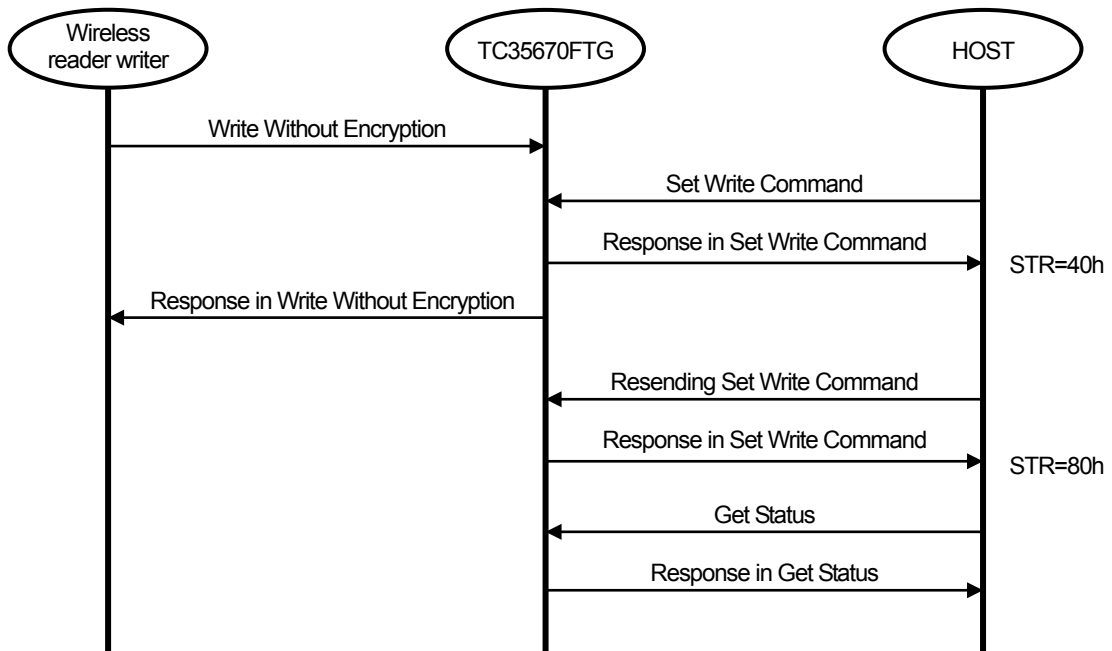 Wireless
reader writer
TC35670FTG
HOST
Write Without Encryption
Set Write Command
Response in Set Write Command
STR=40h
Response in Write Without Encryption
Resending Set Write Command
Response in Set Write Command
STR=80h
Get Status
Response in Get Status